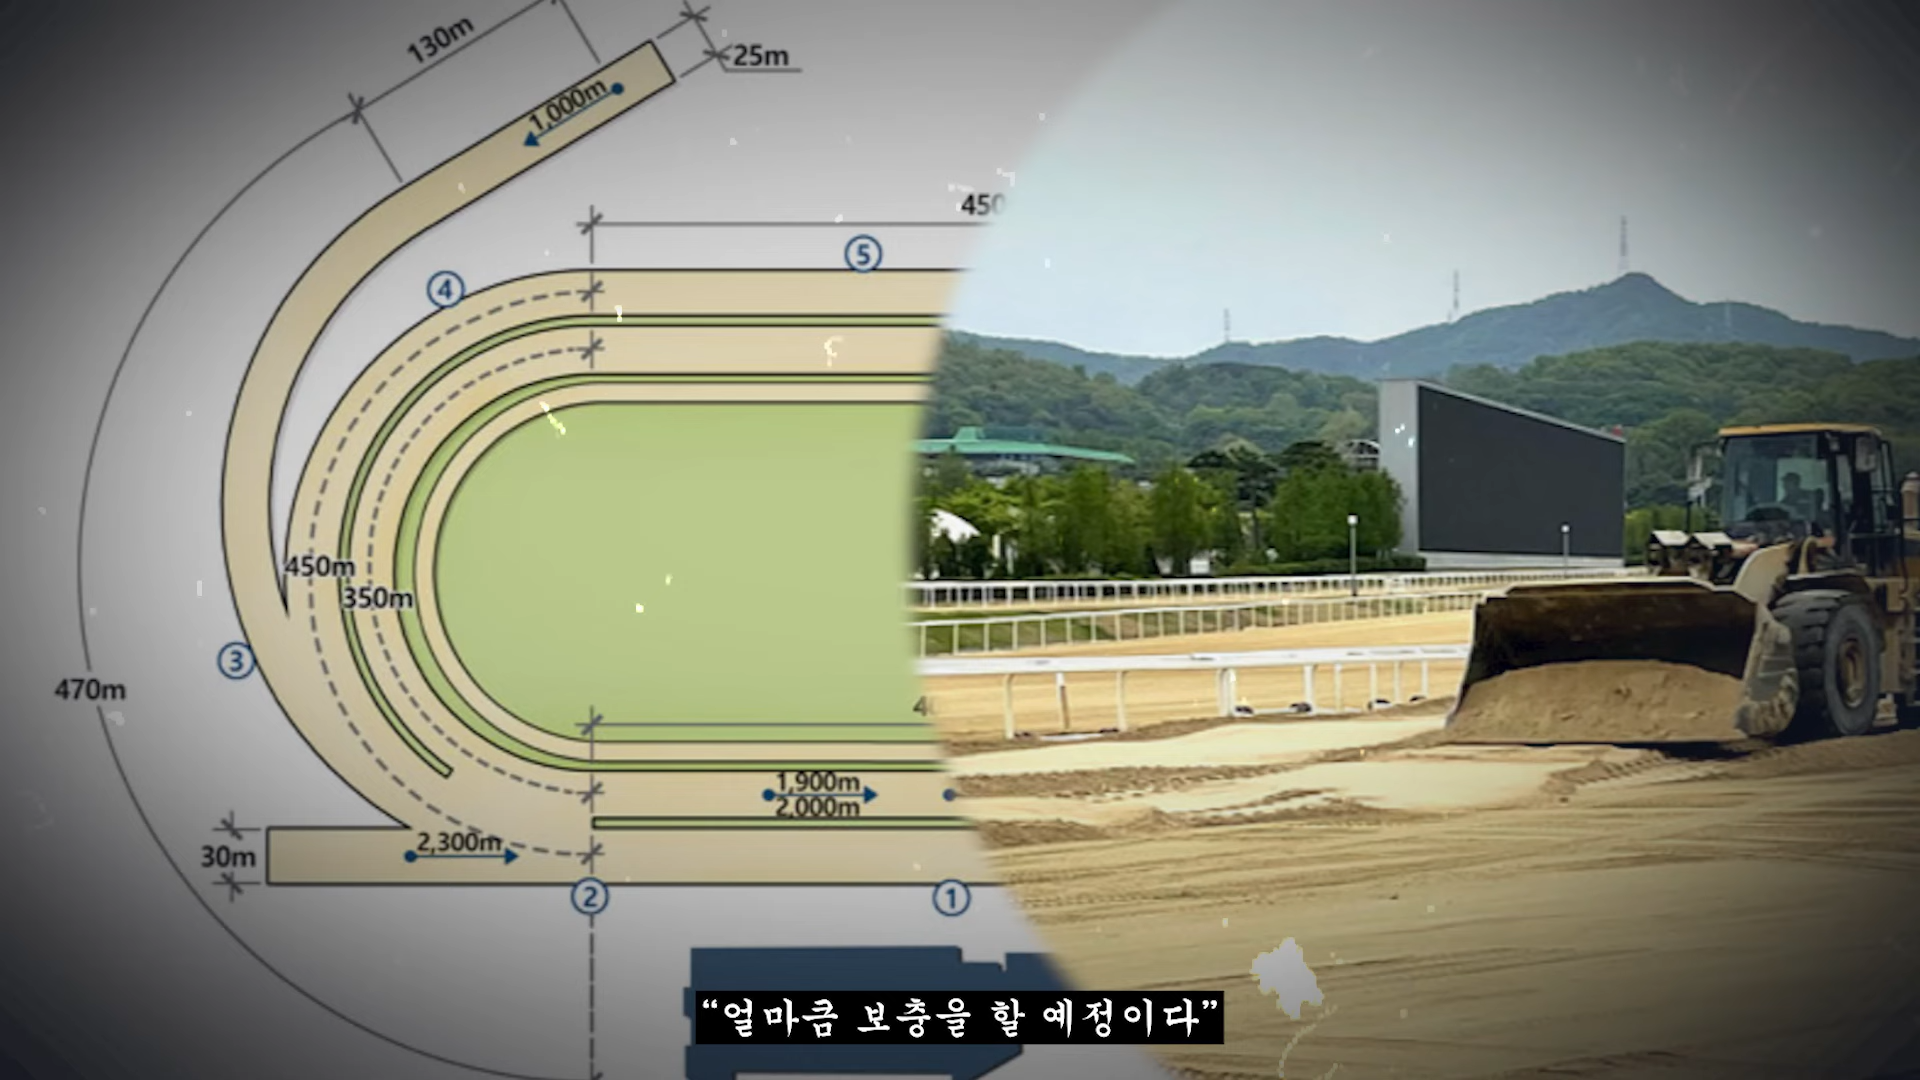 130m
25m
1,000m
450
⑤
④
450m
350m
③
470m
1,900m
2,000m
2,300m
30m
②
①
“얼마큼 보충을 할 예정이다”